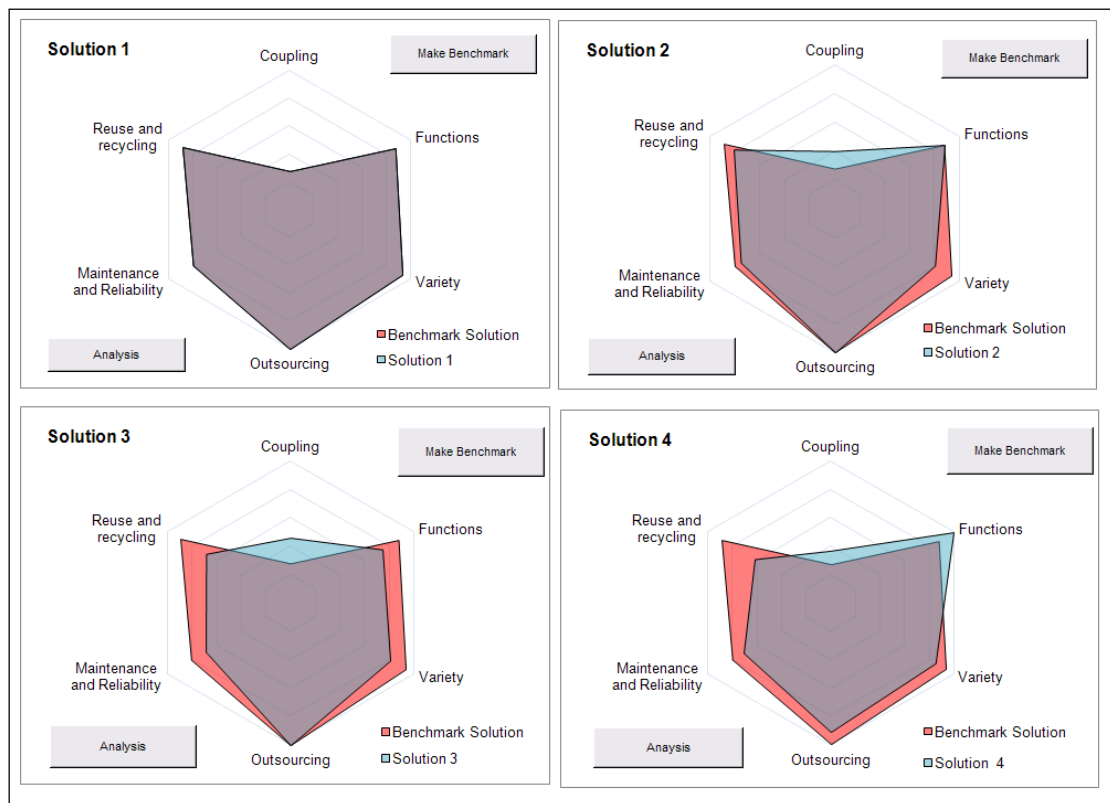 Solution 1
Make Benchmark
Coupling
Functions
Variety
Outsourcing
Maintenance
and Reliability
Reuse and
recycling
Analysis
Benchmark Solution
Solution 1
Solution 2
Make Benchmark
Coupling
Functions
Variety
Outsourcing
Maintenance
and Reliability
Reuse and
recycling
Analysis
Benchmark Solution
Solution 2
Solution 3
Make Benchmark
Coupling
Functions
Variety
Outsourcing
Maintenance
and Reliability
Reuse and
recycling
Analysis
Benchmark Solution
Solution 3
Solution 4
Make Benchmark
Coupling
Functions
Variety
Outsourcing
Maintenance
and Reliability
Reuse and
recycling
Anaysis
Benchmark Solution
Solution 4